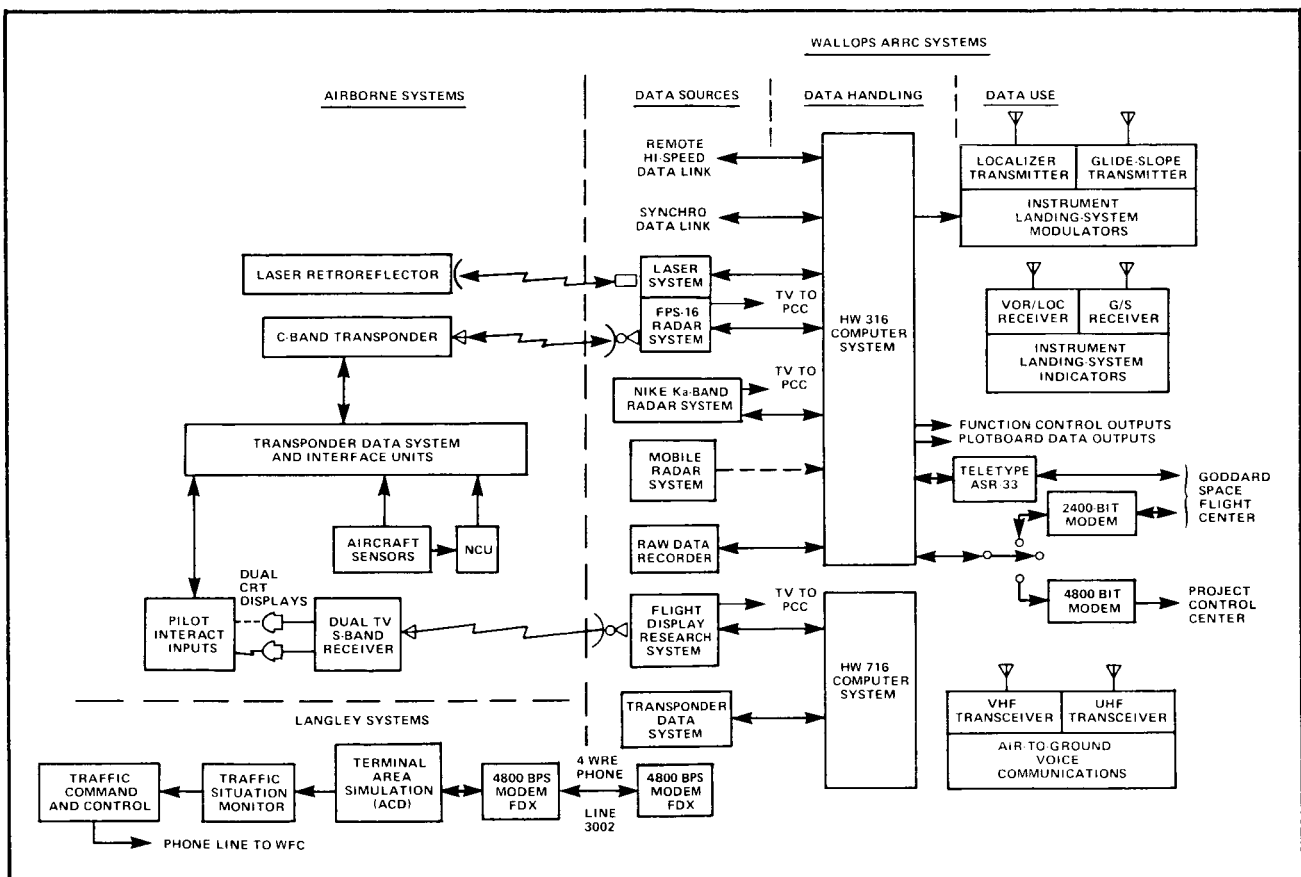 WALLOPS ARRC SYSTEMS
AIRBORNE SYSTEMS
DATA SOURCES
DATA HANDLING
DATA USE
REMOTE
HI-SPEED
DATA LINK
SYNCHRO
DATA LINK
LASER RETROREFLECTOR
LASER
SYSTEM
FPS-16
RADAR
SYSTEM
TV TO
PCC
C-BAND TRANSPONDER
NIKE Ka-BAND
RADAR SYSTEM
TV TO
PCC
TRANSPONDER DATA SYSTEM
AND INTERFACE UNITS
MOBILE
RADAR
SYSTEM
AIRCRAFT
SENSORS
NCU
RAW DATA
RECORDER
DUAL
CRT
DISPLAYS
PILOT
INTERACT
INPUTS
DUAL TV
S-BAND
RECEIVER
FLIGHT
DISPLAY
RESEARCH
SYSTEM
TV TO
PCC
TRANSPONDER
DATA
SYSTEM
HW 316
COMPUTER
SYSTEM
HW 716
COMPUTER
SYSTEM
LOCALIZER
TRANSMITTER
GLIDE-SLOPE
TRANSMITTER
INSTRUMENT
LANDING-SYSTEM
MODULATORS
VOR/LOC
RECEIVER
G/S
RECEIVER
INSTRUMENT
LANDING-SYSTEM
INDICATORS
FUNCTION CONTROL OUTPUTS
PLOTBOARD DATA OUTPUTS
TELETYPE
ASR-33
2400-BIT
MODEM
GODDARD
SPACE
FLIGHT
CENTER
4800 BIT
MODEM
PROJECT
CONTROL
CENTER
VHF
TRANSCEIVER
UHF
TRANSCEIVER
AIR-TO-GROUND
VOICE
COMMUNICATIONS
LANGLEY SYSTEMS
TRAFFIC
COMMAND
AND CONTROL
TRAFFIC
SITUATION
MONITOR
TERMINAL
AREA
SIMULATION
(ACD)
4800 BPS
MODEM
FDX
4 WRE
PHONE
LINE
3002
4800 BPS
MODEM
FDX
PHONE LINE TO WFC